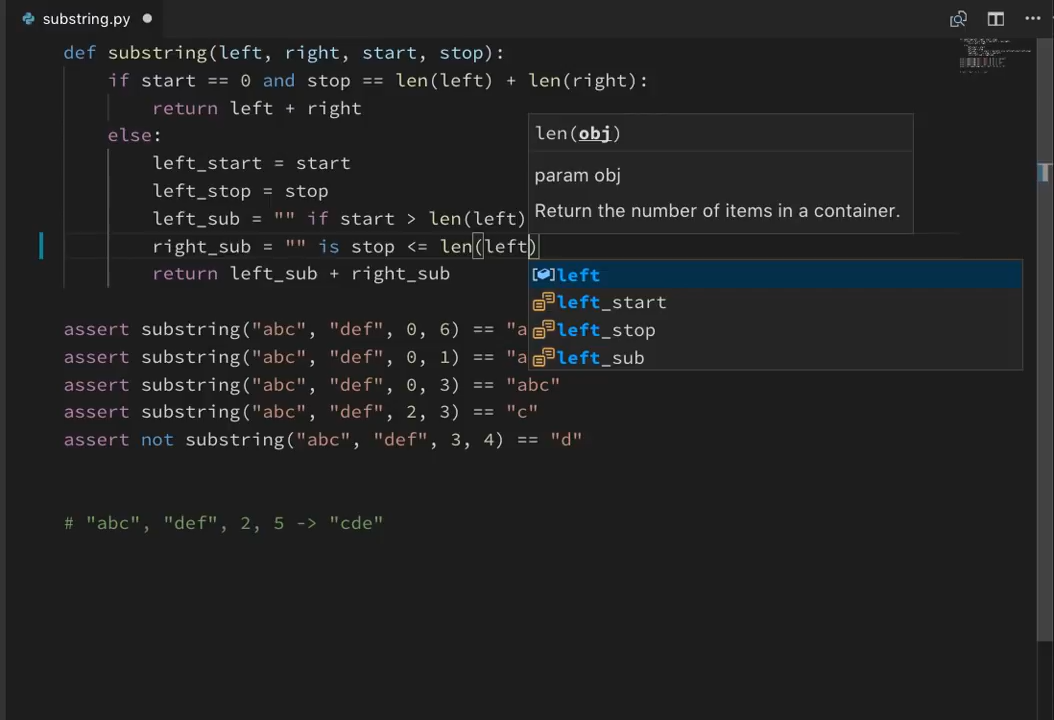 substring.py
def substring(left, right, start, stop):
if start == 0 and stop == len(left) + len(right):
return left + right
else:
left_start = start
left_stop = stop
left_sub = "" if start > len(left)
right_sub = "" is stop <= len(left)
return left_sub + right_sub
len(obj)
param obj
Return the number of items in a container.
left
left_start
left_stop
left_sub
assert substring("abc", "def", 0, 6) == "a
assert substring("abc", "def", 0, 1) == "a
assert substring("abc", "def", 0, 3) == "abc"
assert substring("abc", "def", 2, 3) == "c"
assert not substring("abc", "def", 3, 4) == "d"
# "abc", "def", 2, 5 -> "cde"